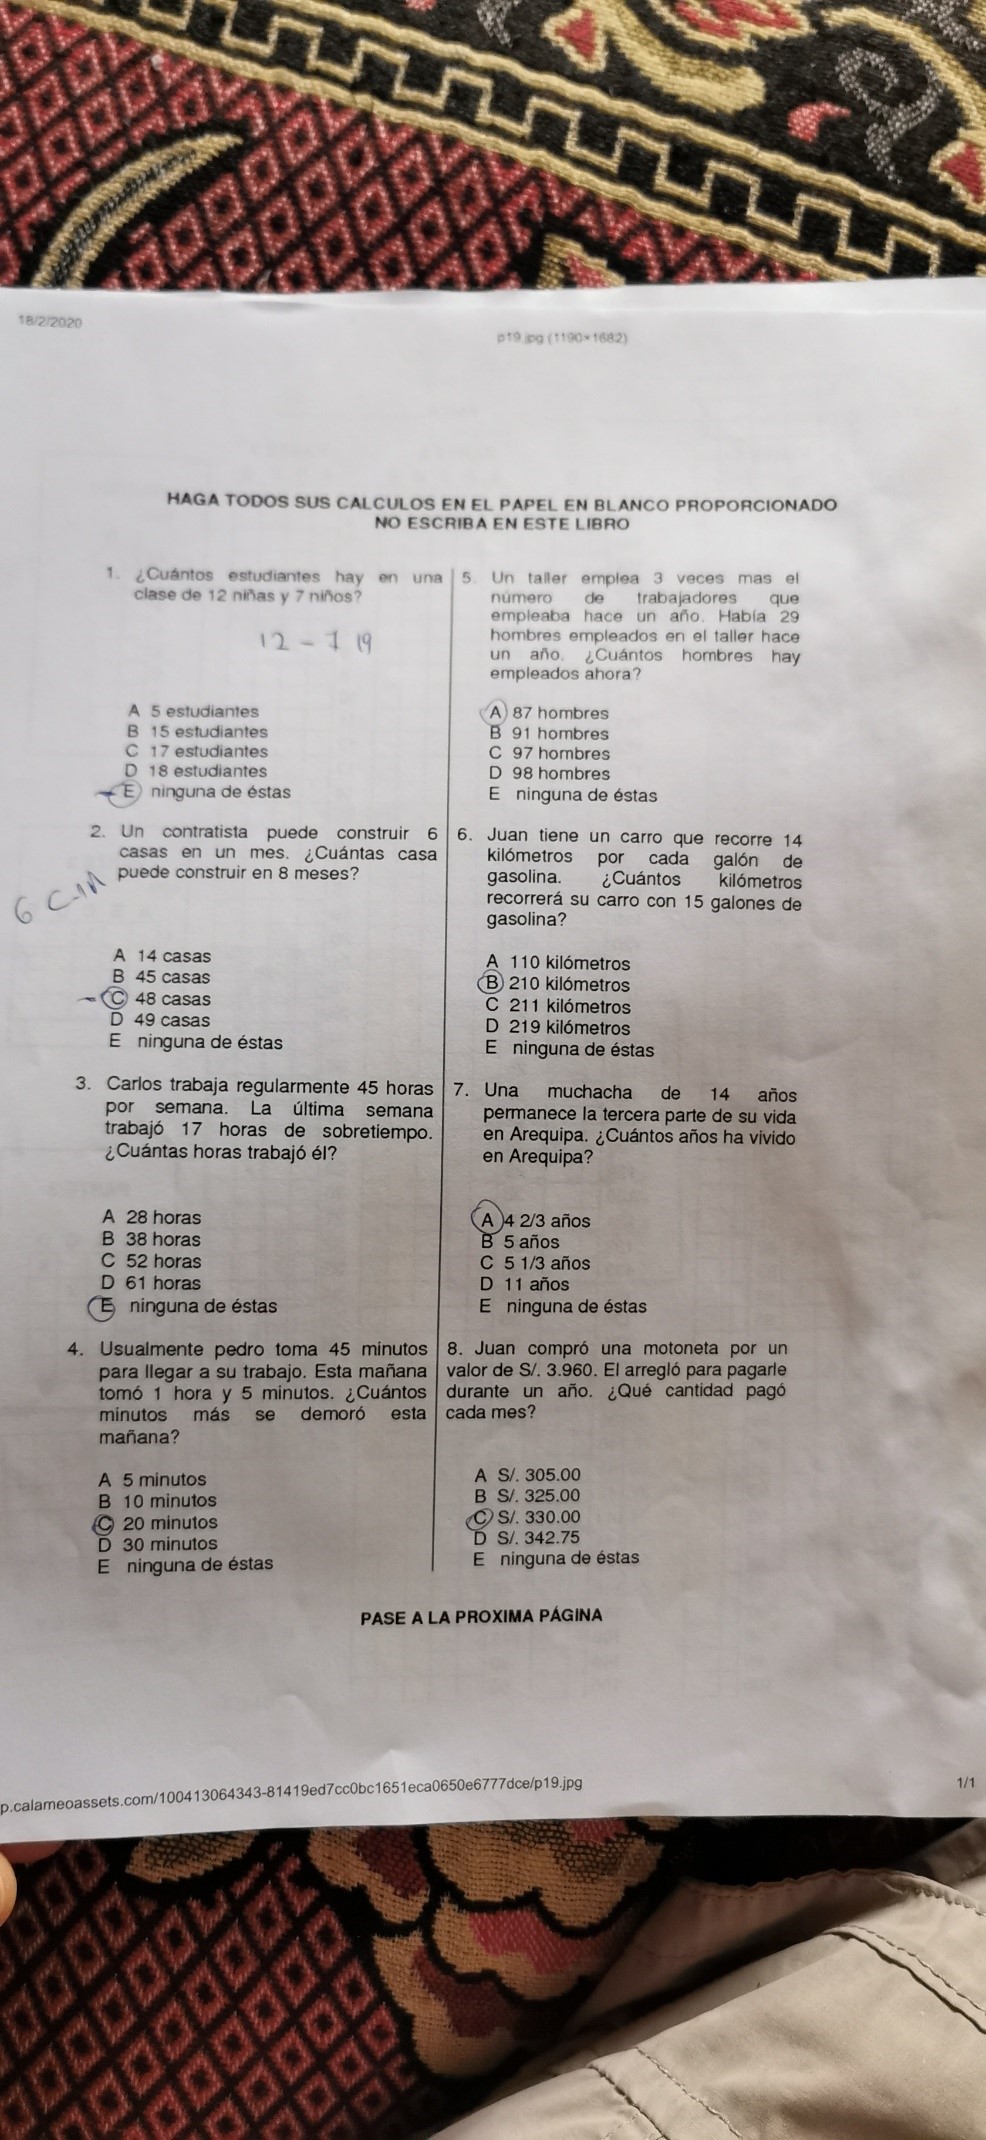 18/2/2020
p19.jpg (1190×1682)
HAGA TODOS SUS CALCULOS EN EL PAPEL EN BLANCO PROPORCIONADO
NO ESCRIBA EN ESTE LIBRO
1. ¿Cuántos estudiantes hay en una
clase de 12 niñas y 7 niños?
12 - 7 19
A 5 estudiantes
B 15 estudiantes
C 17 estudiantes
D 18 estudiantes
E ninguna de éstas
2. Un contratista puede construir 6
casas en un mes. ¿Cuántas casa
puede construir en 8 meses?
6 C-1M
A 14 casas
B 45 casas
C 48 casas
D 49 casas
E ninguna de éstas
3. Carlos trabaja regularmente 45 horas
por semana. La última semana
trabajó 17 horas de sobretiempo.
¿Cuántas horas trabajó él?
A 28 horas
B 38 horas
C 52 horas
D 61 horas
E ninguna de éstas
4. Usualmente pedro toma 45 minutos
para llegar a su trabajo. Esta mañana
tomó 1 hora y 5 minutos. ¿Cuántos
minutos más se demoró esta
mañana?
A 5 minutos
B 10 minutos
C 20 minutos
D 30 minutos
E ninguna de éstas
5. Un taller emplea 3 veces mas el
número de trabajadores que
empleaba hace un año. Había 29
hombres empleados en el taller hace
un año. ¿Cuántos hombres hay
empleados ahora?
A 87 hombres
B 91 hombres
C 97 hombres
D 98 hombres
E ninguna de éstas
6. Juan tiene un carro que recorre 14
kilómetros por cada galón de
gasolina. ¿Cuántos kilómetros
recorrerá su carro con 15 galones de
gasolina?
A 110 kilómetros
B 210 kilómetros
C 211 kilómetros
D 219 kilómetros
E ninguna de éstas
7. Una muchacha de 14 años
permanece la tercera parte de su vida
en Arequipa. ¿Cuántos años ha vivido
en Arequipa?
A 4 2/3 años
B 5 años
C 5 1/3 años
D 11 años
E ninguna de éstas
8. Juan compró una motoneta por un
valor de S/. 3.960. El arregló para pagarle
durante un año. ¿Qué cantidad pagó
cada mes?
A S/. 305.00
B S/. 325.00
C S/. 330.00
D S/. 342.75
E ninguna de éstas
PASE A LA PROXIMA PÁGINA
p.calameoassets.com/100413064343-81419ed7cc0bc1651eca0650e6777dce/p19.jpg
1/1